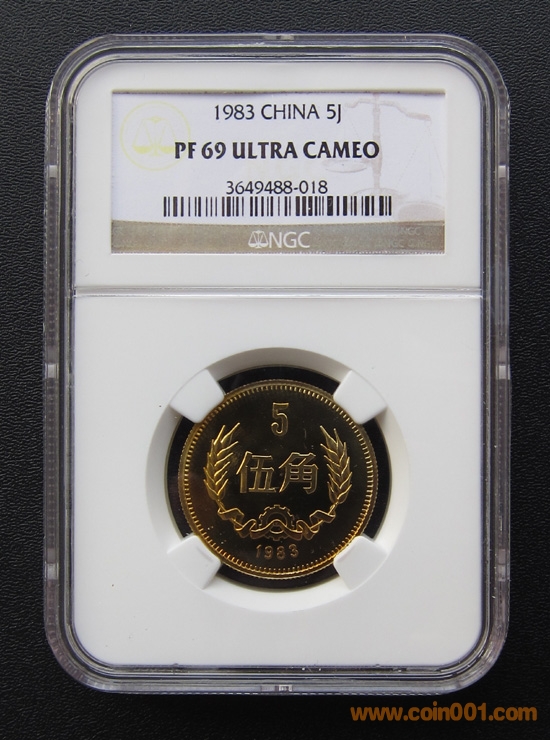 1983 CHINA 5J
PF 69 ULTRA CAMEO
3649488-018
NGC
5
伍角
1983
www.coin001.com